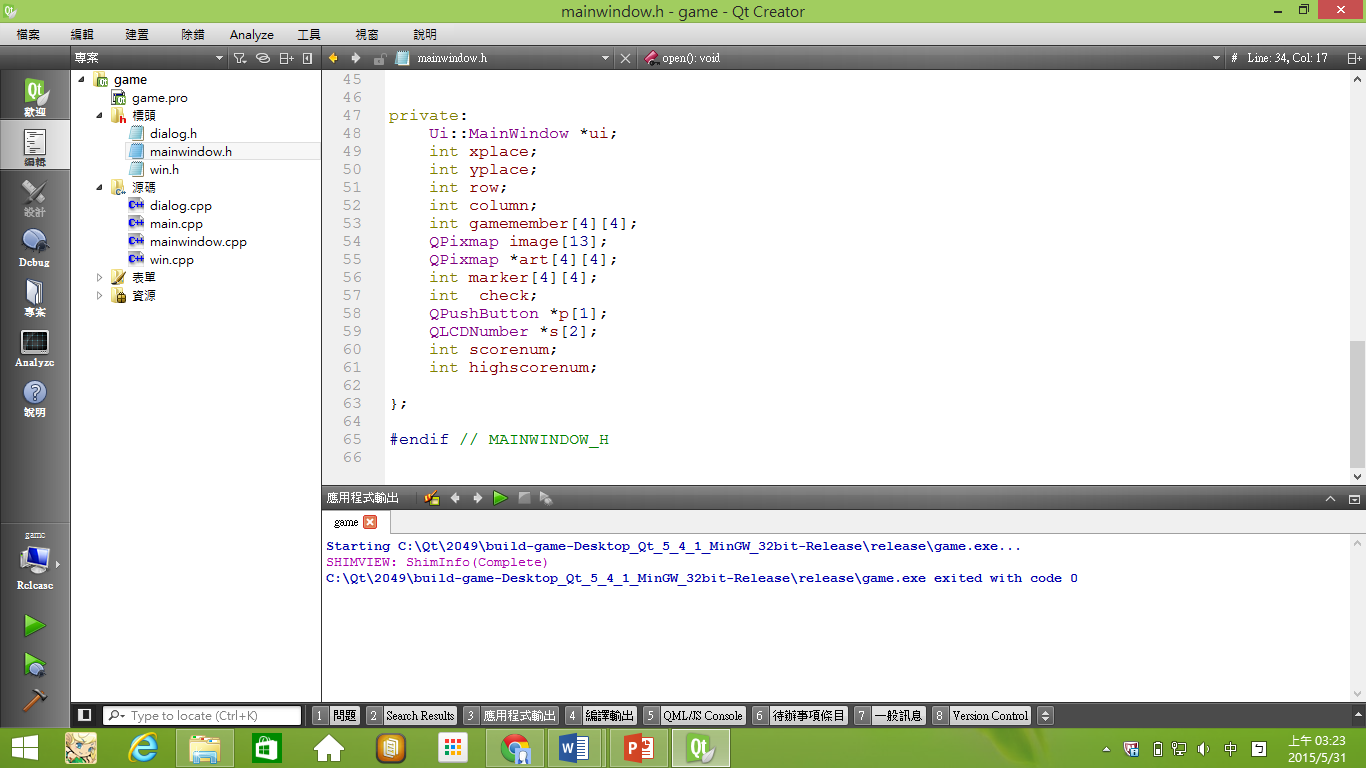 mainwindow.h - game - Qt Creator
檔案 編輯 建置 除錯 Analyze 工具 視窗 說明
專案 mainwindow.h open(): void # Line: 34, Col: 17
歡迎
編輯
設計
Debug
專案
Analyze
說明
game
Release
game
game.pro
標頭
dialog.h
mainwindow.h
win.h
源碼
dialog.cpp
main.cpp
mainwindow.cpp
win.cpp
表單
資源
45
46
47 private:
48 Ui::MainWindow *ui;
49 int xplace;
50 int yplace;
51 int row;
52 int column;
53 int gamemember[4][4];
54 QPixmap image[13];
55 QPixmap *art[4][4];
56 int marker[4][4];
57 int  check;
58 QPushButton *p[1];
59 QLCDNumber *s[2];
60 int scorenum;
61 int highscorenum;
62
63 };
64
65 #endif // MAINWINDOW_H
66
應用程式輸出
game
Starting C:\Qt\2049\build-game-Desktop_Qt_5_4_1_MinGW_32bit-Release\release\game.exe...
SHIMVIEW: ShimInfo(Complete)
C:\Qt\2049\build-game-Desktop_Qt_5_4_1_MinGW_32bit-Release\release\game.exe exited with code 0
Type to locate (Ctrl+K) 1 問題 2 Search Results 3 應用程式輸出 4 編譯輸出 5 QML/JS Console 6 待辦事項條目 7 一般訊息 8 Version Control
中
上午 03:23
2015/5/31